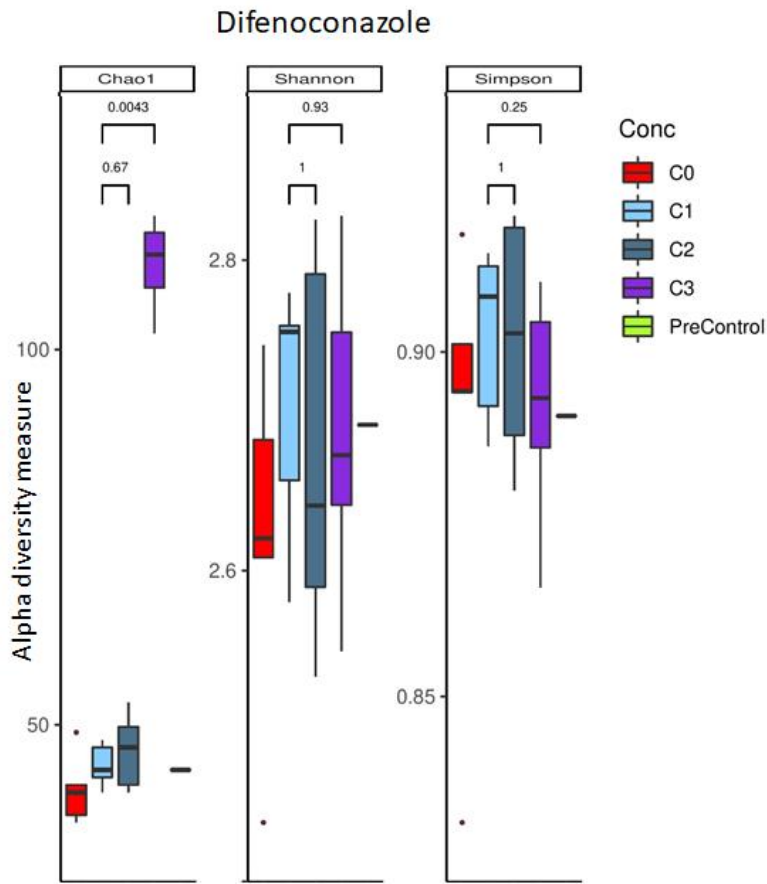 Difenoconazole
Chao1 Shannon Simpson
0.0043 0.93 0.25
0.67 1 1
Conc
C0
C1
C2
C3
PreControl
Alpha diversity measure
100
50
2.8
2.6
0.90
0.85